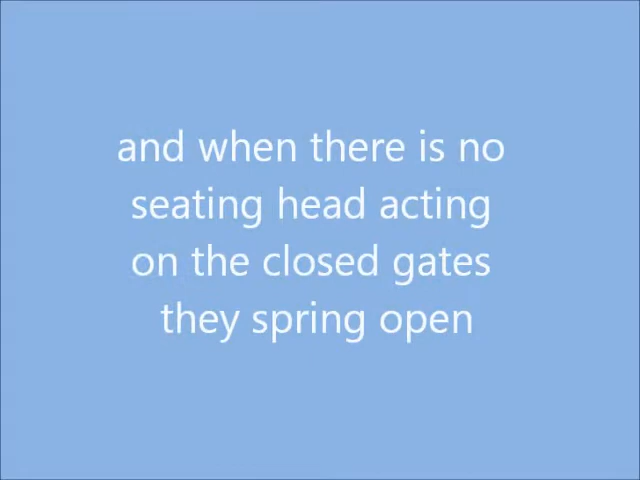 and when there is no
seating head acting
on the closed gates
they spring open